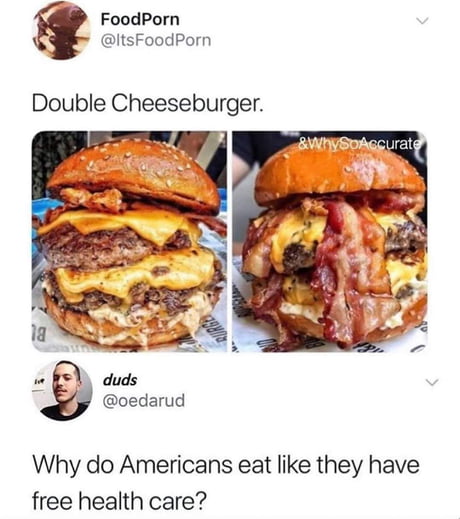 FoodPorn
@ItsFoodPorn
Double Cheeseburger.
&WhySoAccurate
duds
@oedarud
Why do Americans eat like they have
free health care?